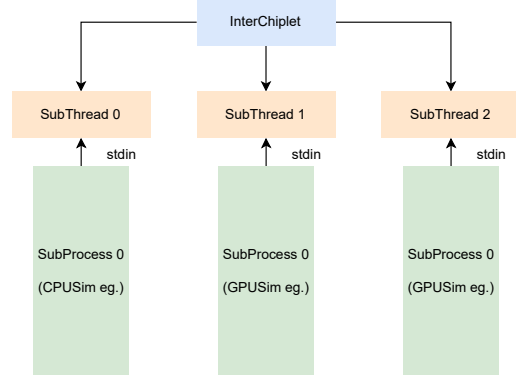 InterChiplet
SubThread 0
SubThread 1
SubThread 2
stdin
stdin
stdin
SubProcess 0
(CPUSim eg.)
SubProcess 0
(GPUSim eg.)
SubProcess 0
(GPUSim eg.)